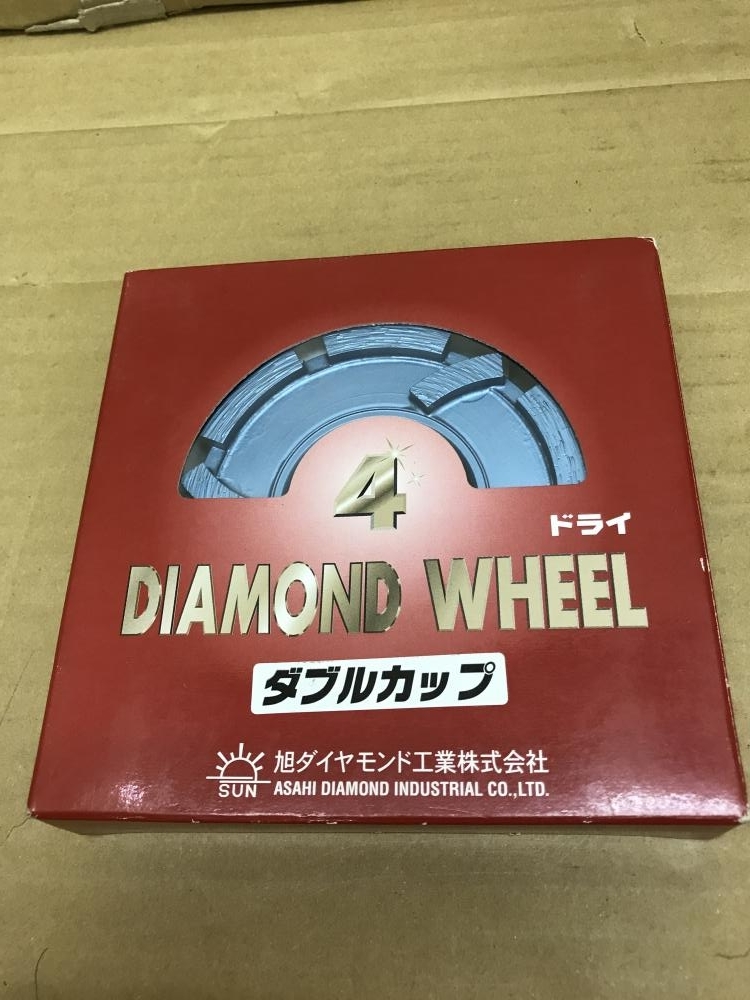 4
ドライ
DIAMOND WHEEL
ダブルカップ
旭ダイヤモンド工業株式会社
SUN
ASAHI DIAMOND INDUSTRIAL CO.,LTD.